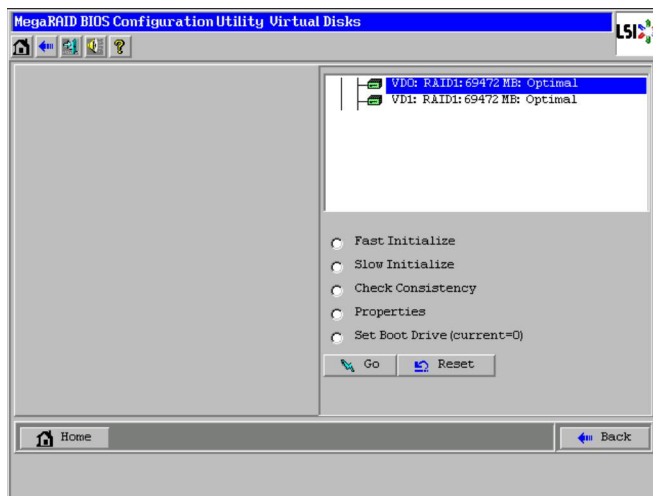 MegaRAID BIOS Configuration Utility Virtual Disks
LSI
VD0: RAID1: 69472 MB: Optimal
VD1: RAID1: 69472 MB: Optimal
Fast Initialize
Slow Initialize
Check Consistency
Properties
Set Boot Drive (current=0)
Go
Reset
Home
Back